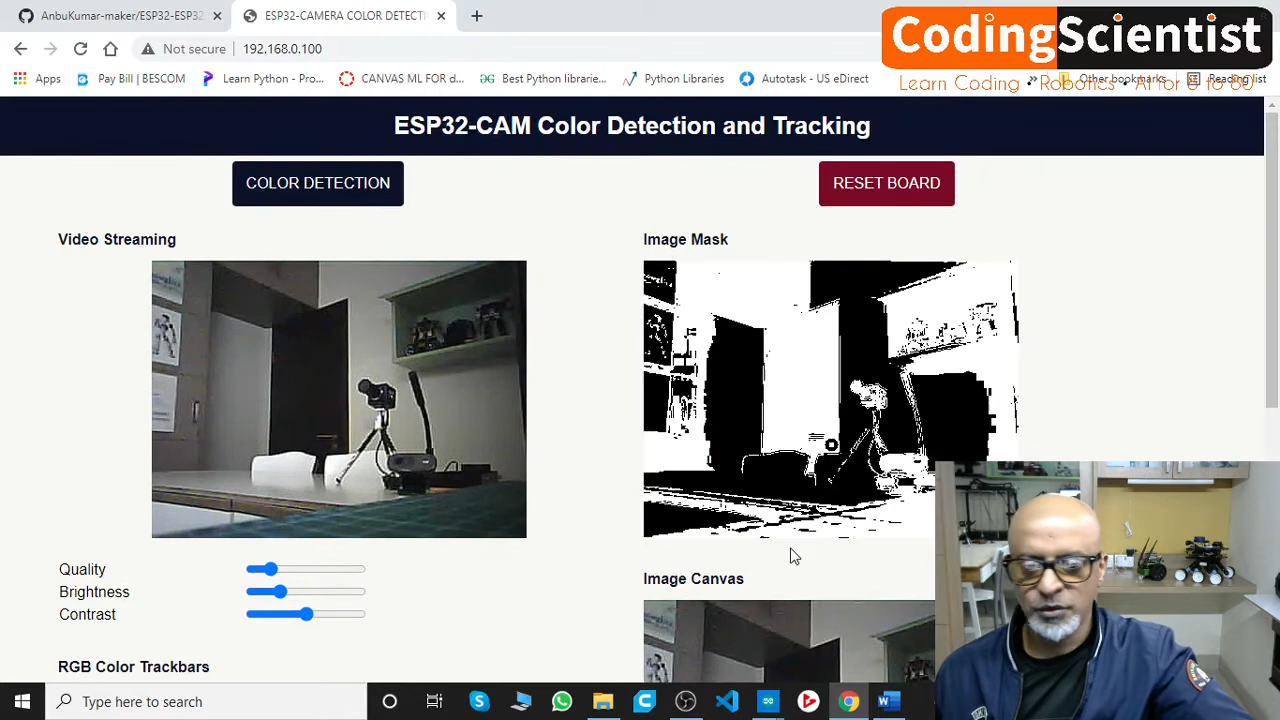 AnbuKumar-maker/ESP32-ESP32
ESP32-CAMERA COLOR DETECTI
Not secure
192.168.0.100
CodingScientist
Learn Coding • Robotics • AI for 8 to 80
Apps
Pay Bill | BESCOM
Learn Python - Pro...
CANVAS ML FOR d...
Best Python librarie...
Python Libraries
Autotask - US eDirect
Other bookmarks
Reading list
ESP32-CAM Color Detection and Tracking
COLOR DETECTION
RESET BOARD
Video Streaming
Image Mask
Quality
Brightness
Contrast
Image Canvas
RGB Color Trackbars
Type here to search